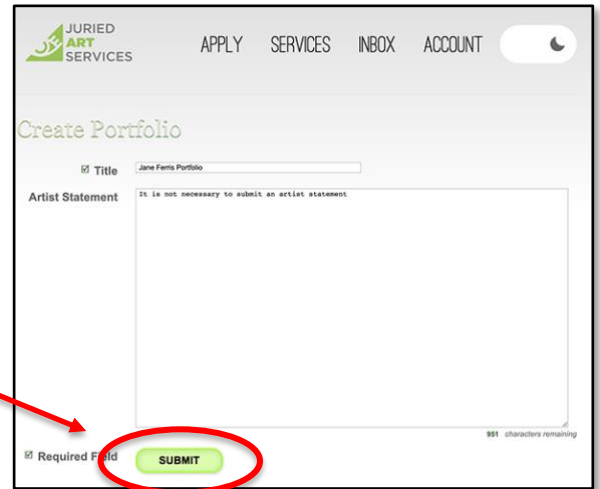 JURIED
ART
SERVICES
APPLY SERVICES INBOX ACCOUNT
Create Portfolio
Title Jane Ferris Portfolio
Artist Statement It is not necessary to submit an artist statement
951 characters remaining
Required Field SUBMIT